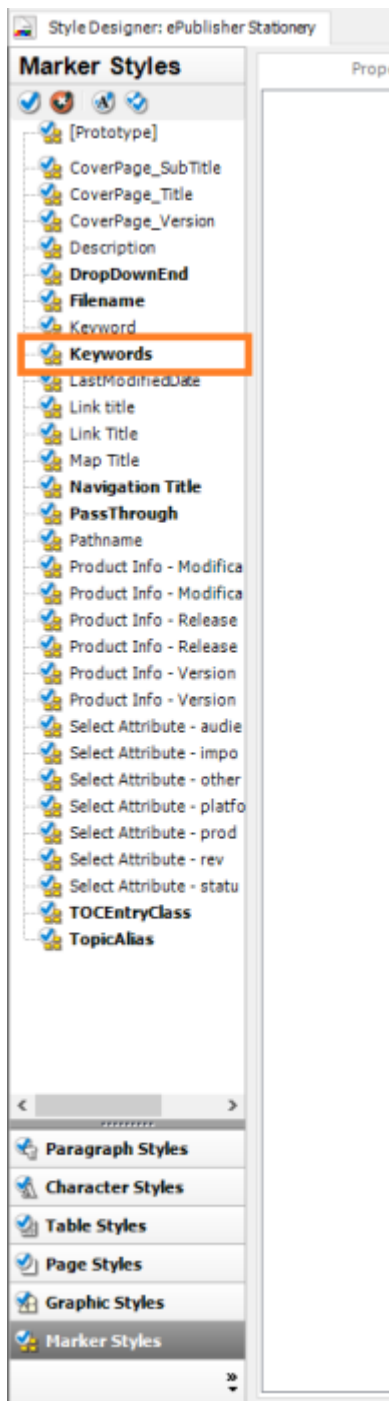 Style Designer: ePublisher Stationery
Marker Styles
Prope
[Prototype]
CoverPage_SubTitle
CoverPage_Title
CoverPage_Version
Description
DropDownEnd
Filename
Keyword
Keywords
LastModifiedDate
Link title
Link Title
Map Title
Navigation Title
PassThrough
Pathname
Product Info - Modifica
Product Info - Modifica
Product Info - Release
Product Info - Release
Product Info - Version
Product Info - Version
Select Attribute - audie
Select Attribute - impo
Select Attribute - other
Select Attribute - platfo
Select Attribute - prod
Select Attribute - rev
Select Attribute - statu
TOCEntryClass
TopicAlias
Paragraph Styles
Character Styles
Table Styles
Page Styles
Graphic Styles
Marker Styles